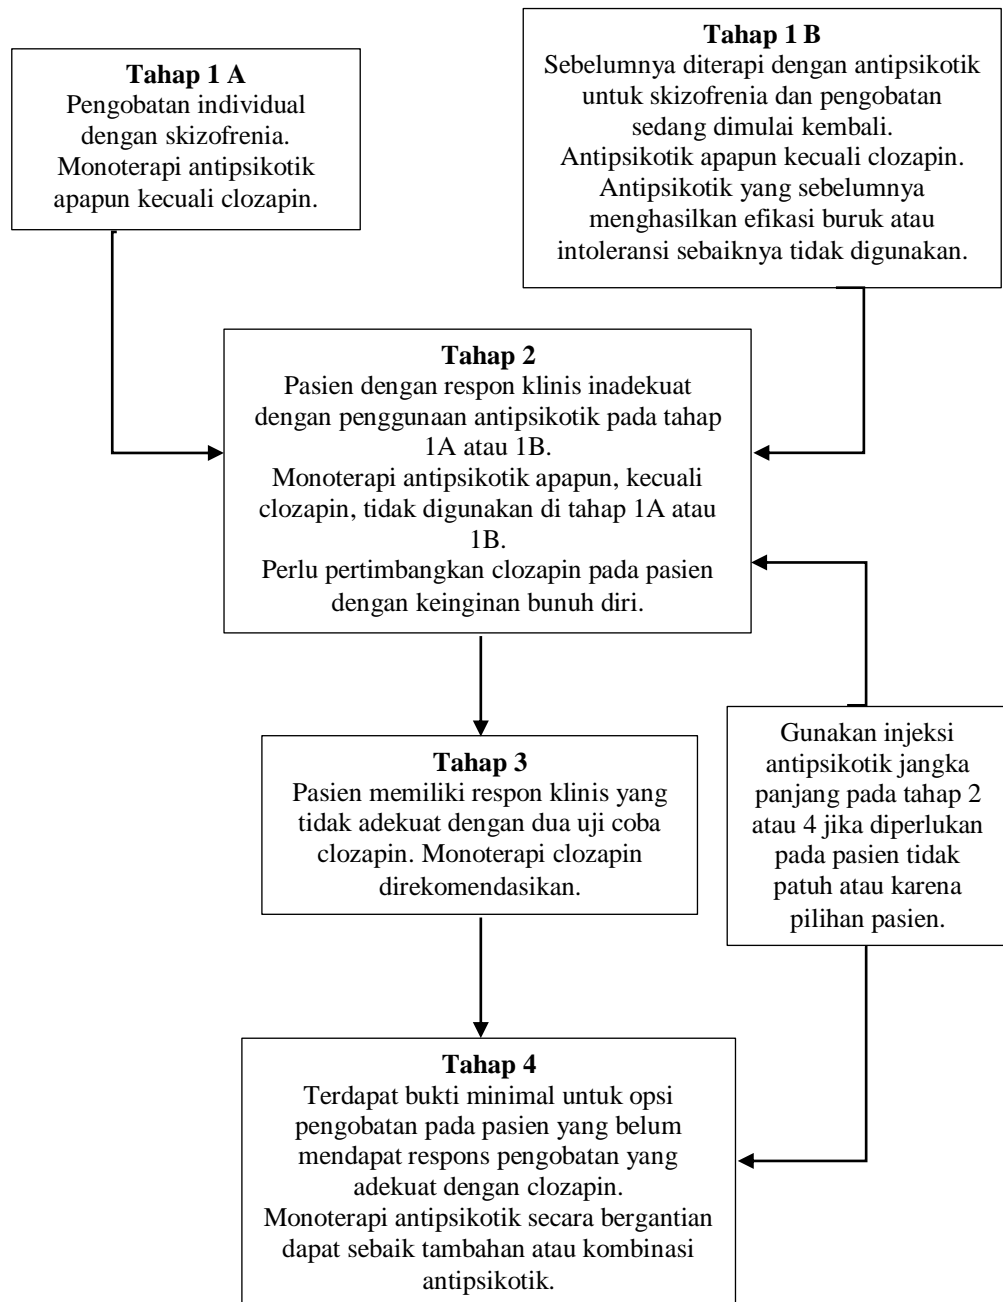 Tahap 1 A
Pengobatan individual
dengan skizofrenia.
Monoterapi antipsikotik
apapun kecuali clozapin.
Tahap 1 B
Sebelumnya diterapi dengan antipsikotik
untuk skizofrenia dan pengobatan
sedang dimulai kembali.
Antipsikotik apapun kecuali clozapin.
Antipsikotik yang sebelumnya
menghasilkan efikasi buruk atau
intoleransi sebaiknya tidak digunakan.
Tahap 2
Pasien dengan respon klinis inadekuat
dengan penggunaan antipsikotik pada tahap
1A atau 1B.
Monoterapi antipsikotik apapun, kecuali
clozapin, tidak digunakan di tahap 1A atau
1B.
Perlu pertimbangkan clozapin pada pasien
dengan keinginan bunuh diri.
Tahap 3
Pasien memiliki respon klinis yang
tidak adekuat dengan dua uji coba
clozapin. Monoterapi clozapin
direkomendasikan.
Gunakan injeksi
antipsikotik jangka
panjang pada tahap 2
atau 4 jika diperlukan
pada pasien tidak
patuh atau karena
pilihan pasien.
Tahap 4
Terdapat bukti minimal untuk opsi
pengobatan pada pasien yang belum
mendapat respons pengobatan yang
adekuat dengan clozapin.
Monoterapi antipsikotik secara bergantian
dapat sebaik tambahan atau kombinasi
antipsikotik.